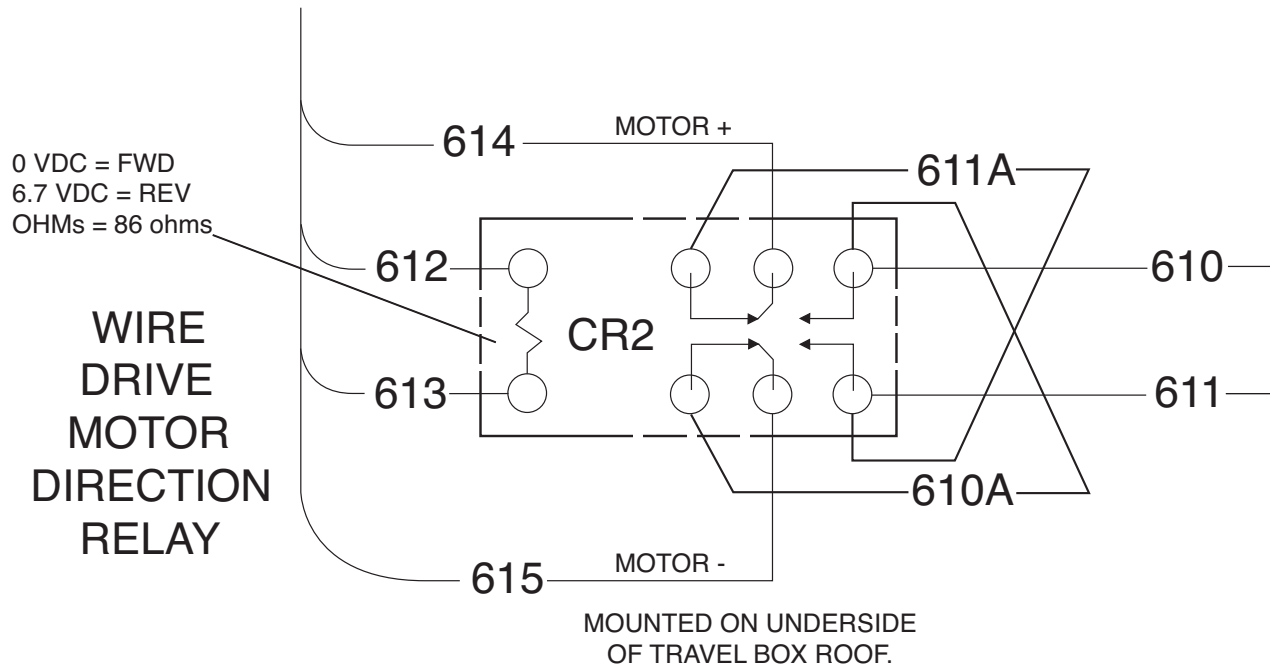 614
MOTOR +
0 VDC = FWD
6.7 VDC = REV
OHMs = 86 ohms
611A
612
610
WIRE
DRIVE
MOTOR
DIRECTION
RELAY
CR2
613
611
610A
615
MOTOR -
MOUNTED ON UNDERSIDE
OF TRAVEL BOX ROOF.